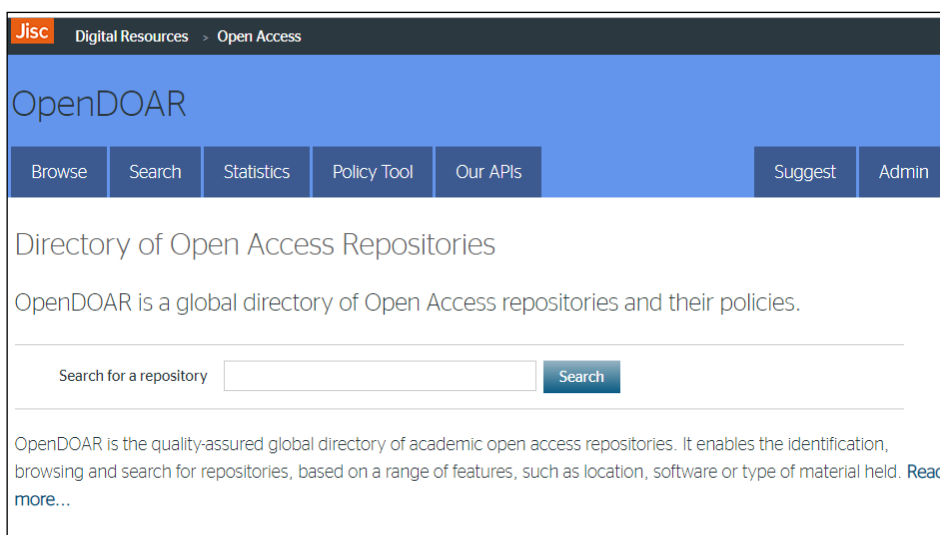 Jisc Digital Resources > Open Access
OpenDOAR
Browse Search Statistics Policy Tool Our APIs Suggest Admin
Directory of Open Access Repositories
OpenDOAR is a global directory of Open Access repositories and their policies.
Search for a repository Search
OpenDOAR is the quality-assured global directory of academic open access repositories. It enables the identification,
browsing and search for repositories, based on a range of features, such as location, software or type of material held. Read
more...